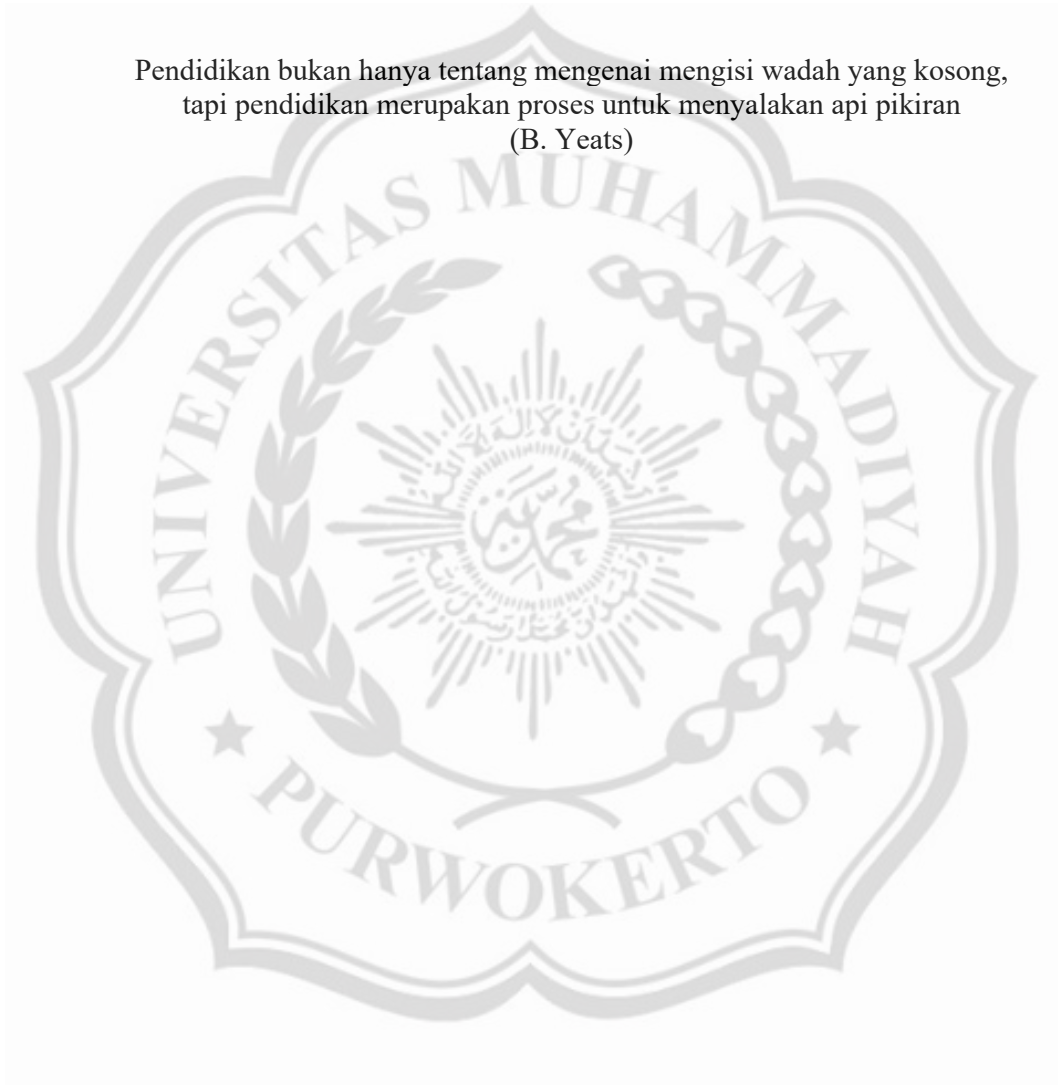 Pendidikan bukan hanya tentang mengenai mengisi wadah yang kosong,
tapi pendidikan merupakan proses untuk menyalakan api pikiran
(B. Yeats)
UNIVERSITAS MUHAMMADIYAH
★ PURWOKERTO ★
محمد